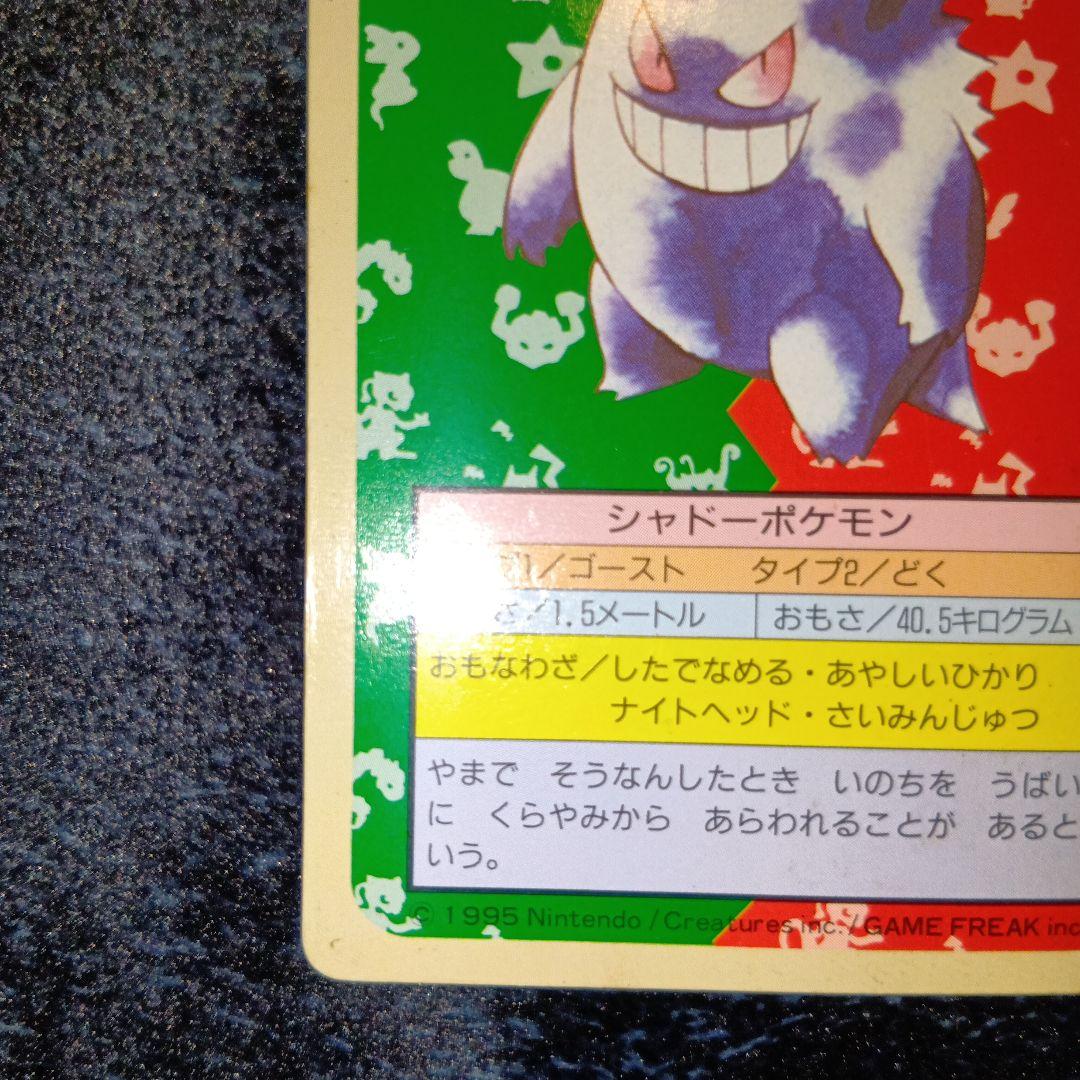 シャドーポケモン
1/ゴースト タイプ2/どく
さ/1.5メートル おもさ/40.5キログラム
おもなわざ/したでなめる・あやしいひかり
ナイトヘッド・さいみんじゅつ
やまで そうなんしたとき いのちを うばい
に くらやみから あらわれることが あると
いう。
© 1995 Nintendo / Creatures inc. / GAME FREAK inc